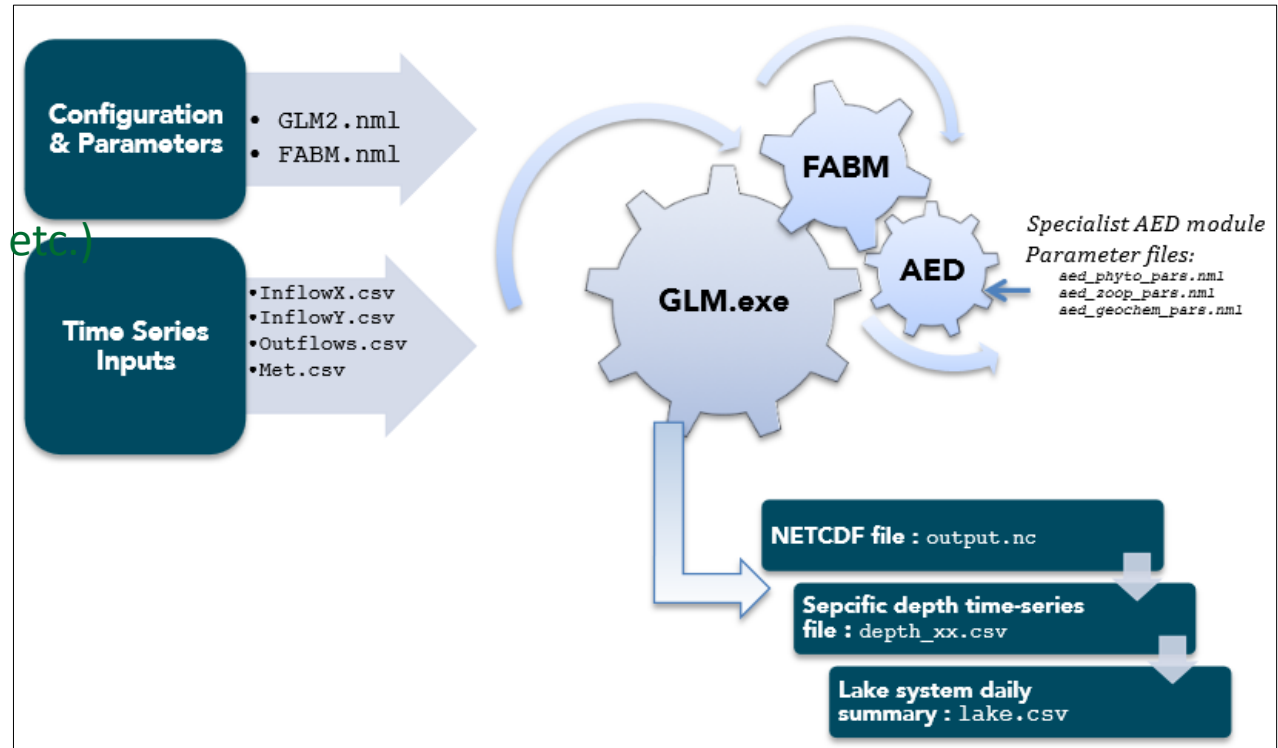 Configuration
& Parameters
• GLM2.nml
• FABM.nml
etc.)
Time Series
Inputs
•InflowX.csv
•InflowY.csv
•Outflows.csv
•Met.csv
GLM.exe
FABM
AED
Specialist AED module
Parameter files:
aed_phyto_pars.nml
aed_zoop_pars.nml
aed_geochem_pars.nml
NETCDF file : output.nc
Sepcific depth time-series
file : depth_xx.csv
Lake system daily
summary : lake.csv